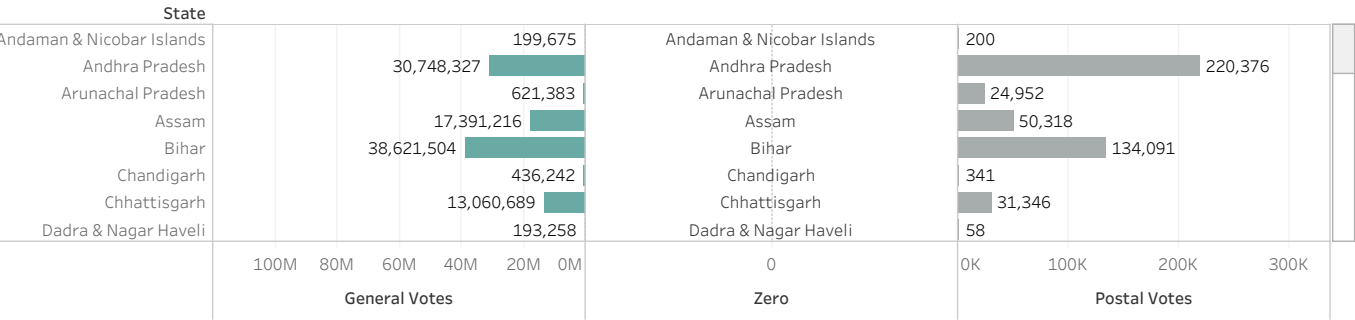 State
Andaman & Nicobar Islands 199,675 Andaman & Nicobar Islands 200
Andhra Pradesh 30,748,327 Andhra Pradesh 220,376
Arunachal Pradesh 621,383 Arunachal Pradesh 24,952
Assam 17,391,216 Assam 50,318
Bihar 38,621,504 Bihar 134,091
Chandigarh 436,242 Chandigarh 341
Chhattisgarh 13,060,689 Chhattisgarh 31,346
Dadra & Nagar Haveli 193,258 Dadra & Nagar Haveli 58
100M 80M 60M 40M 20M 0M 0 0K 100K 200K 300K
General Votes Zero Postal Votes